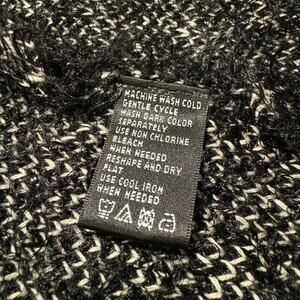 MACHINE WASH COLD
GENTLE CYCLE
WASH DARK COLOR
SEPARATELY
USE NON CHLORINE
BLEACH
WHEN NEEDED
RESHAPE AND DRY
FLAT
USE COOL IRON
WHEN NEEDED